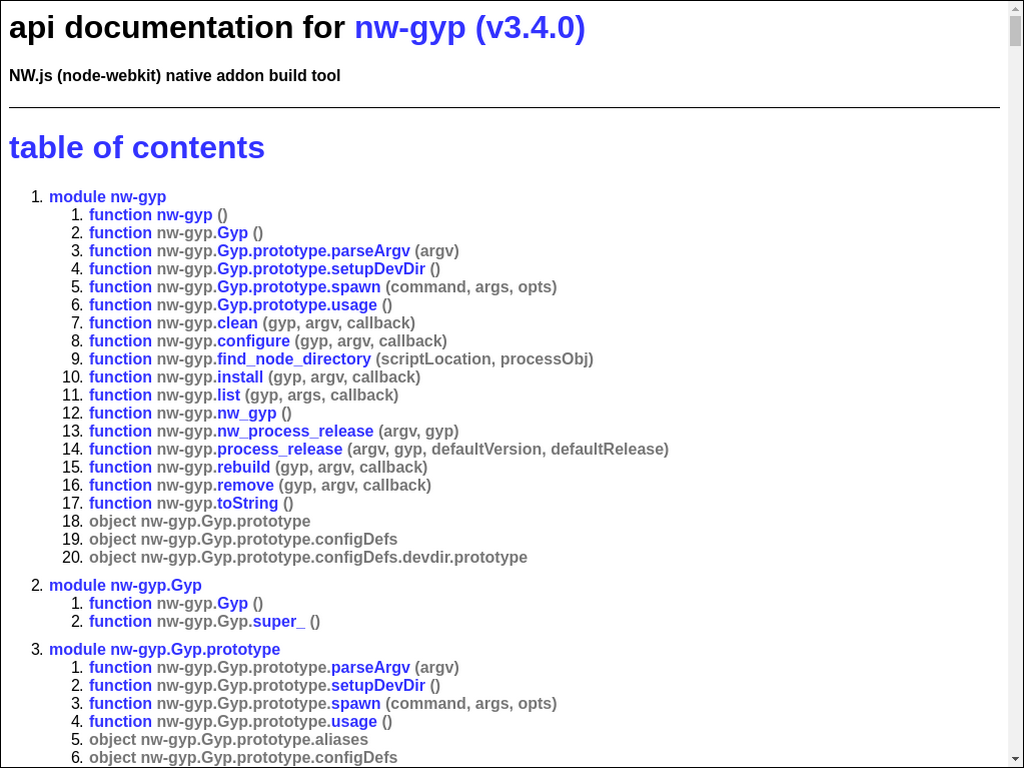 api documentation for nw-gyp (v3.4.0)
NW.js (node-webkit) native addon build tool
table of contents
1. module nw-gyp
1. function nw-gyp ()
2. function nw-gyp.Gyp ()
3. function nw-gyp.Gyp.prototype.parseArgv (argv)
4. function nw-gyp.Gyp.prototype.setupDevDir ()
5. function nw-gyp.Gyp.prototype.spawn (command, args, opts)
6. function nw-gyp.Gyp.prototype.usage ()
7. function nw-gyp.clean (gyp, argv, callback)
8. function nw-gyp.configure (gyp, argv, callback)
9. function nw-gyp.find_node_directory (scriptLocation, processObj)
10. function nw-gyp.install (gyp, argv, callback)
11. function nw-gyp.list (gyp, args, callback)
12. function nw-gyp.nw_gyp ()
13. function nw-gyp.nw_process_release (argv, gyp)
14. function nw-gyp.process_release (argv, gyp, defaultVersion, defaultRelease)
15. function nw-gyp.rebuild (gyp, argv, callback)
16. function nw-gyp.remove (gyp, argv, callback)
17. function nw-gyp.toString ()
18. object nw-gyp.Gyp.prototype
19. object nw-gyp.Gyp.prototype.configDefs
20. object nw-gyp.Gyp.prototype.configDefs.devdir.prototype
2. module nw-gyp.Gyp
1. function nw-gyp.Gyp ()
2. function nw-gyp.Gyp.super_ ()
3. module nw-gyp.Gyp.prototype
1. function nw-gyp.Gyp.prototype.parseArgv (argv)
2. function nw-gyp.Gyp.prototype.setupDevDir ()
3. function nw-gyp.Gyp.prototype.spawn (command, args, opts)
4. function nw-gyp.Gyp.prototype.usage ()
5. object nw-gyp.Gyp.prototype.aliases
6. object nw-gyp.Gyp.prototype.configDefs